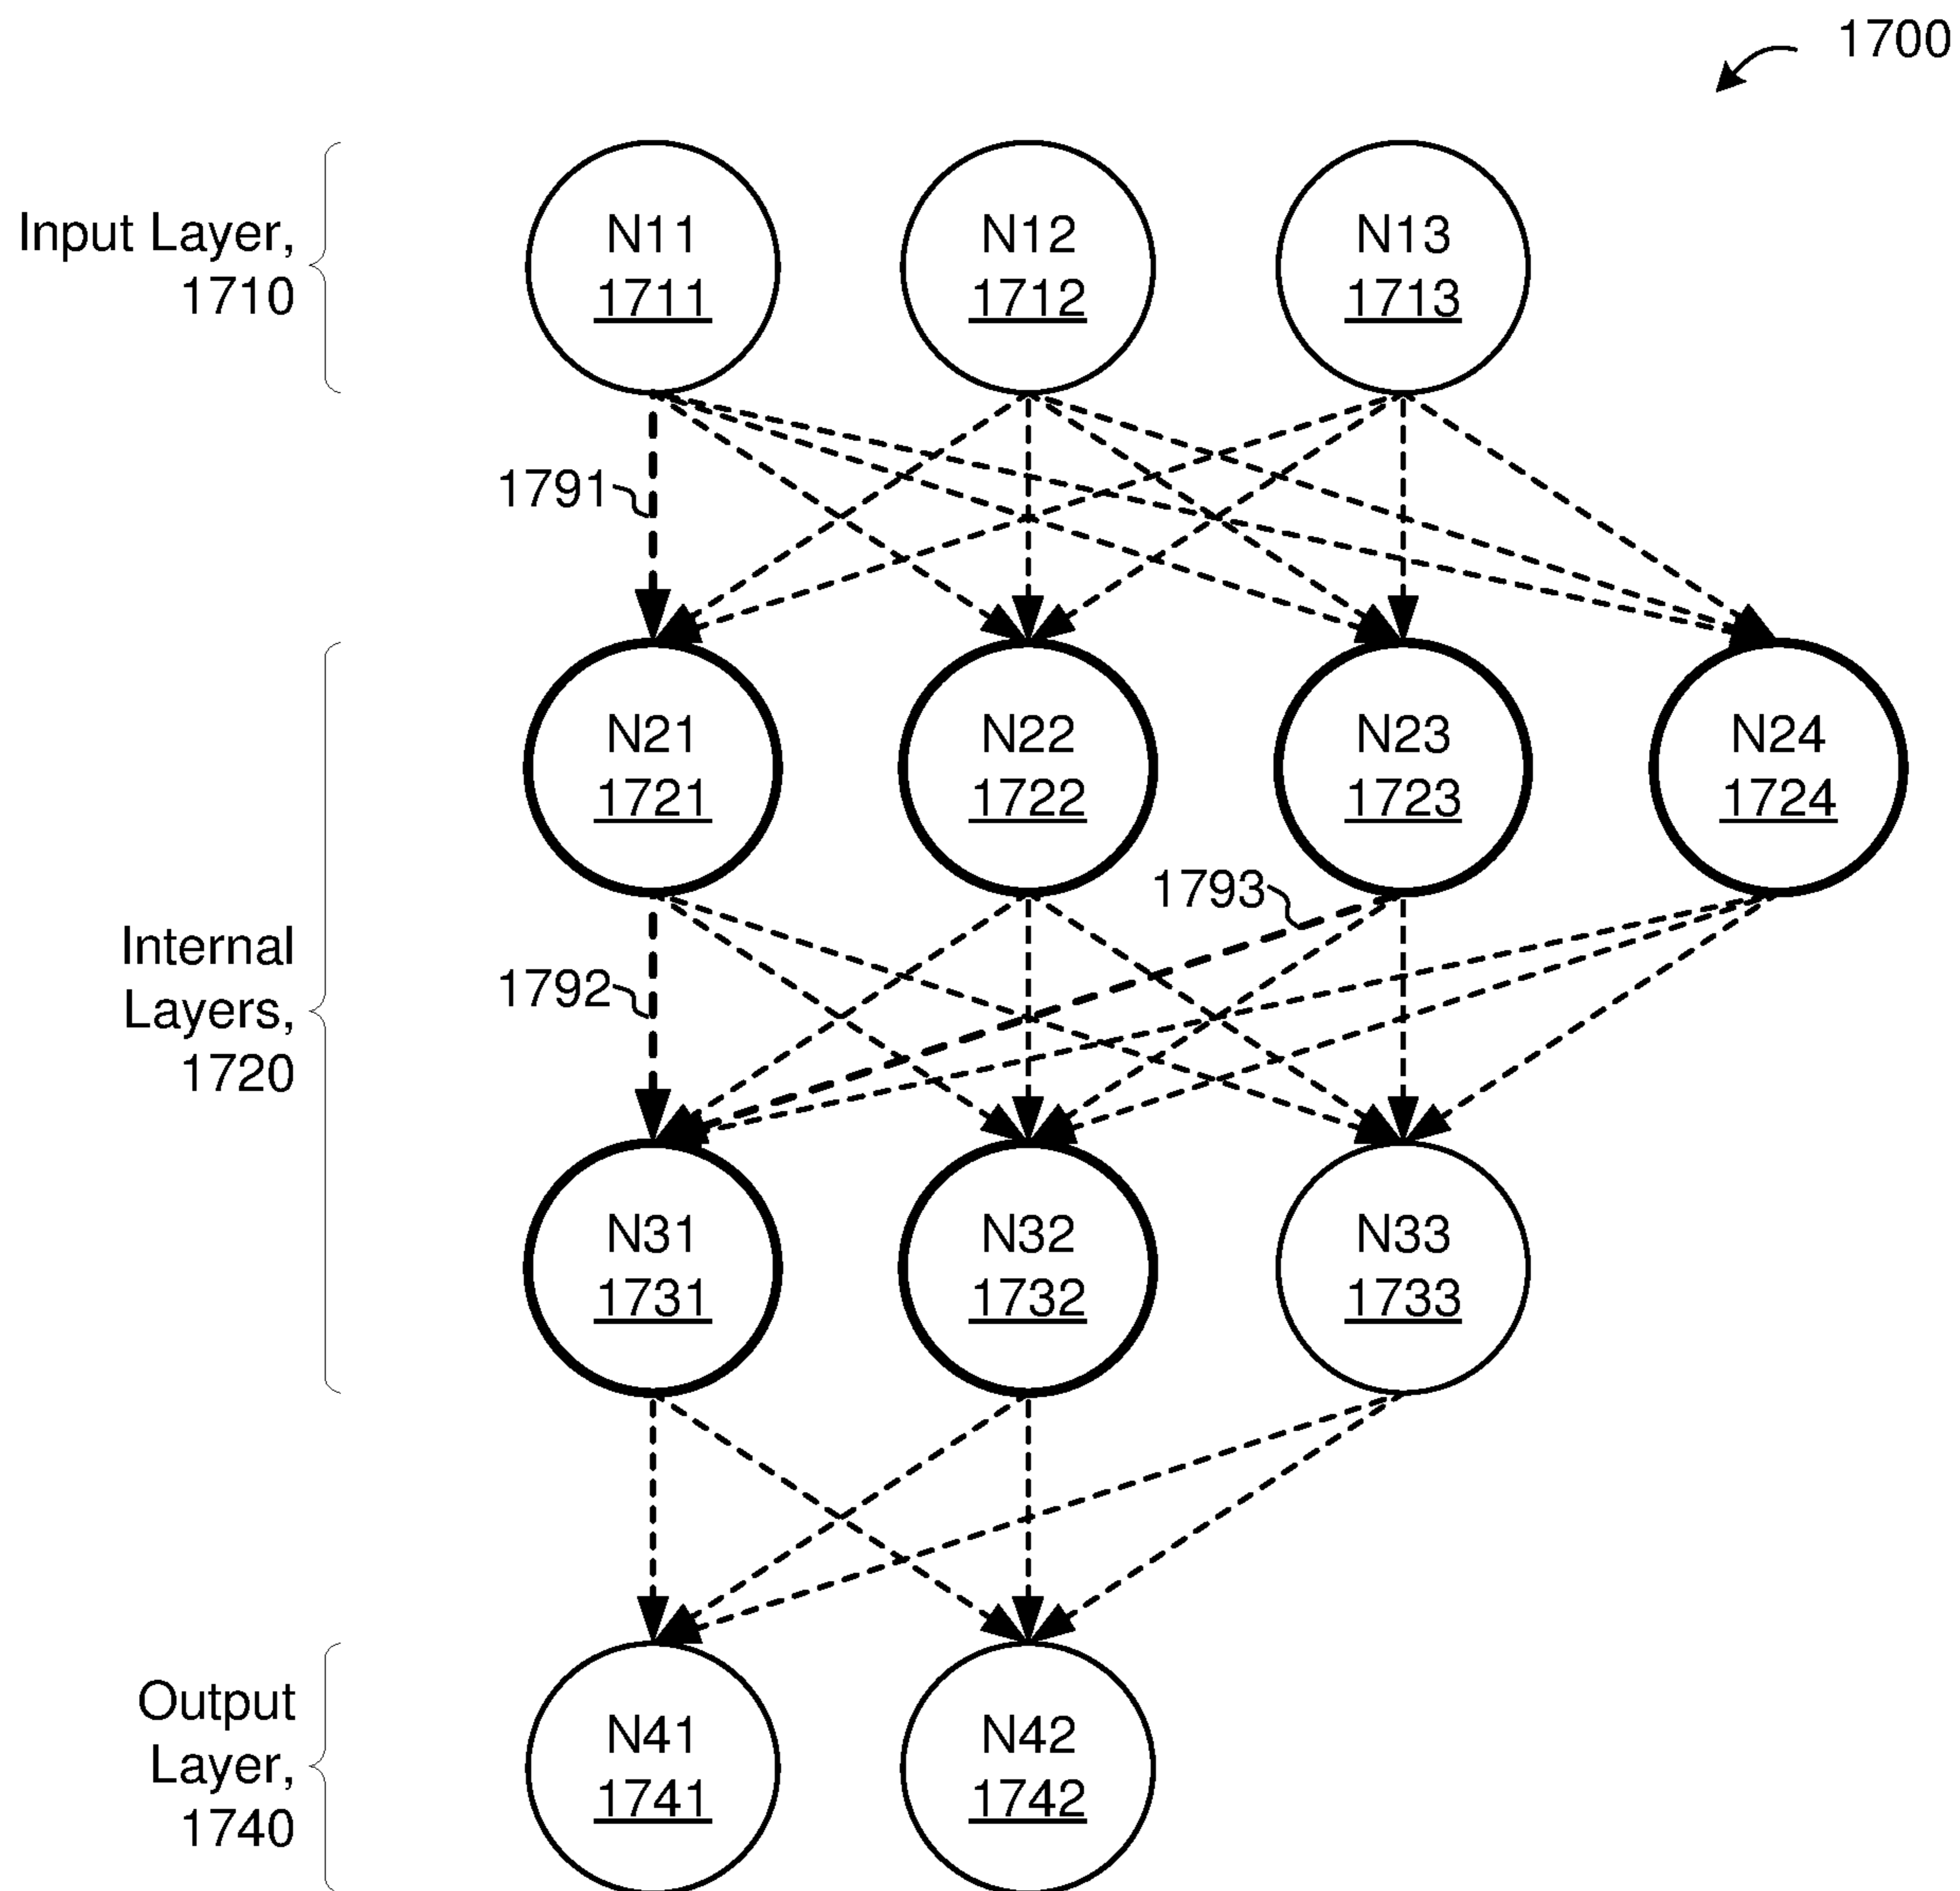 1700
Input Layer,
1710
N11
1711
N12
1712
N13
1713
1791
N21
1721
N22
1722
N23
1723
N24
1724
1793
Internal
Layers,
1720
1792
N31
1731
N32
1732
N33
1733
Output
Layer,
1740
N41
1741
N42
1742